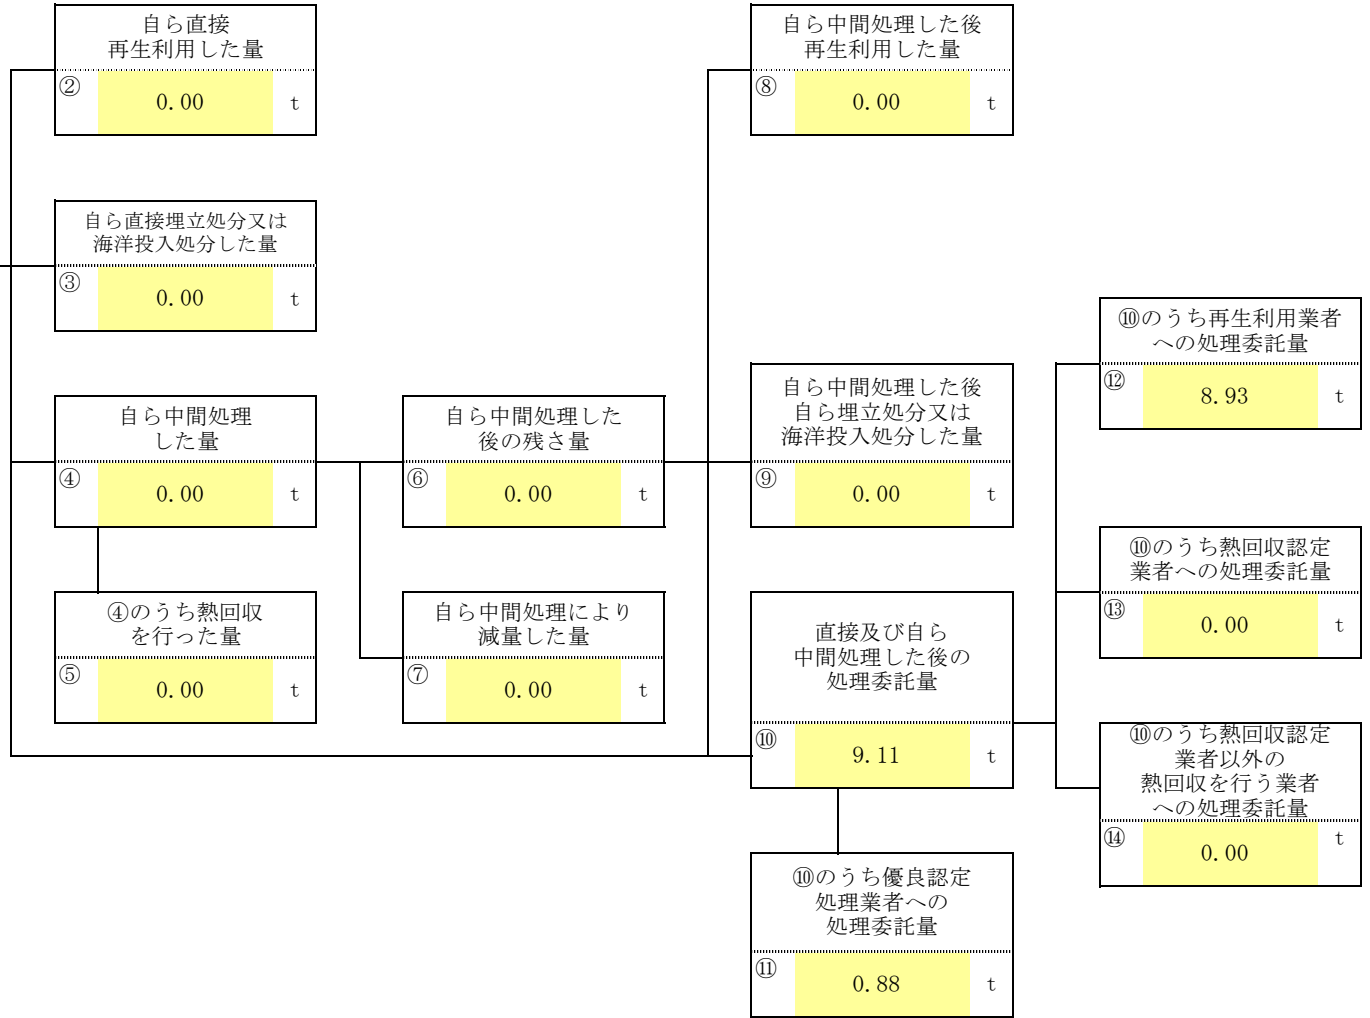 自ら直接
再生利用した量
② 0.00 t
自ら直接埋立処分又は
海洋投入処分した量
③ 0.00 t
自ら中間処理
した量
④ 0.00 t
④のうち熱回収
を行った量
⑤ 0.00 t
自ら中間処理した
後の残さ量
⑥ 0.00 t
自ら中間処理により
減量した量
⑦ 0.00 t
自ら中間処理した後
再生利用した量
⑧ 0.00 t
自ら中間処理した後
自ら埋立処分又は
海洋投入処分した量
⑨ 0.00 t
直接及び自ら
中間処理した後の
処理委託量
⑩ 9.11 t
⑩のうち優良認定
処理業者への
処理委託量
⑪ 0.88 t
⑩のうち再生利用業者
への処理委託量
⑫ 8.93 t
⑩のうち熱回収認定
業者への処理委託量
⑬ 0.00 t
⑩のうち熱回収認定
業者以外の
熱回収を行う業者
への処理委託量
⑭ 0.00 t